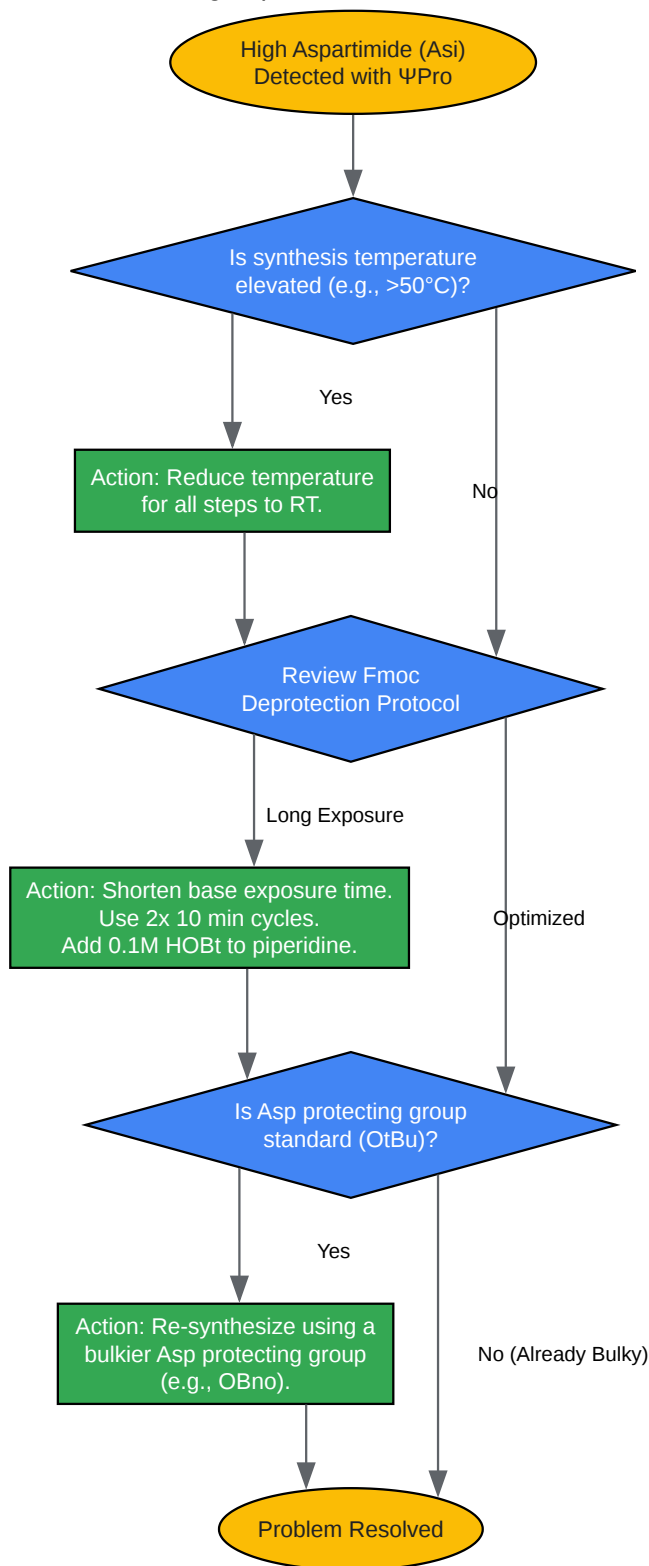 High Aspartimide (Asi)
Detected with ΨPro
Is synthesis temperature
elevated (e.g., >50°C)?
Yes
Action: Reduce temperature
for all steps to RT.
No
Review Fmoc
Deprotection Protocol
Long Exposure
Action: Shorten base exposure time.
Use 2x 10 min cycles.
Add 0.1M HOBt to piperidine.
Optimized
Is Asp protecting group
standard (OtBu)?
Yes
Action: Re-synthesize using a
bulkier Asp protecting group
(e.g., OBno).
No (Already Bulky)
Problem Resolved